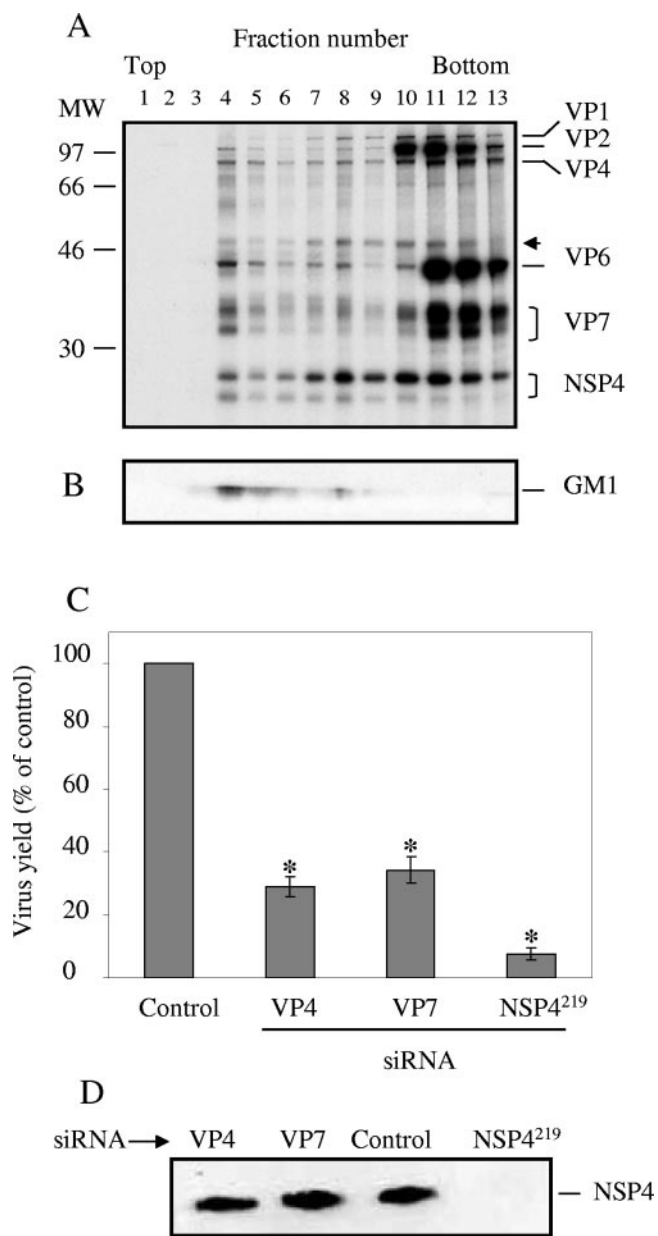 A
Fraction number
Top Bottom
MW 1 2 3 4 5 6 7 8 9 10 11 12 13
VP1
VP2
97
VP4
66
46
VP6
VP7
30
NSP4
B
GM1
C
Virus yield (% of control)
100
80
60
40
20
0
* * *
Control VP4 VP7 NSP4²¹⁹
siRNA
D
siRNA → VP4 VP7 Control NSP4²¹⁹
NSP4